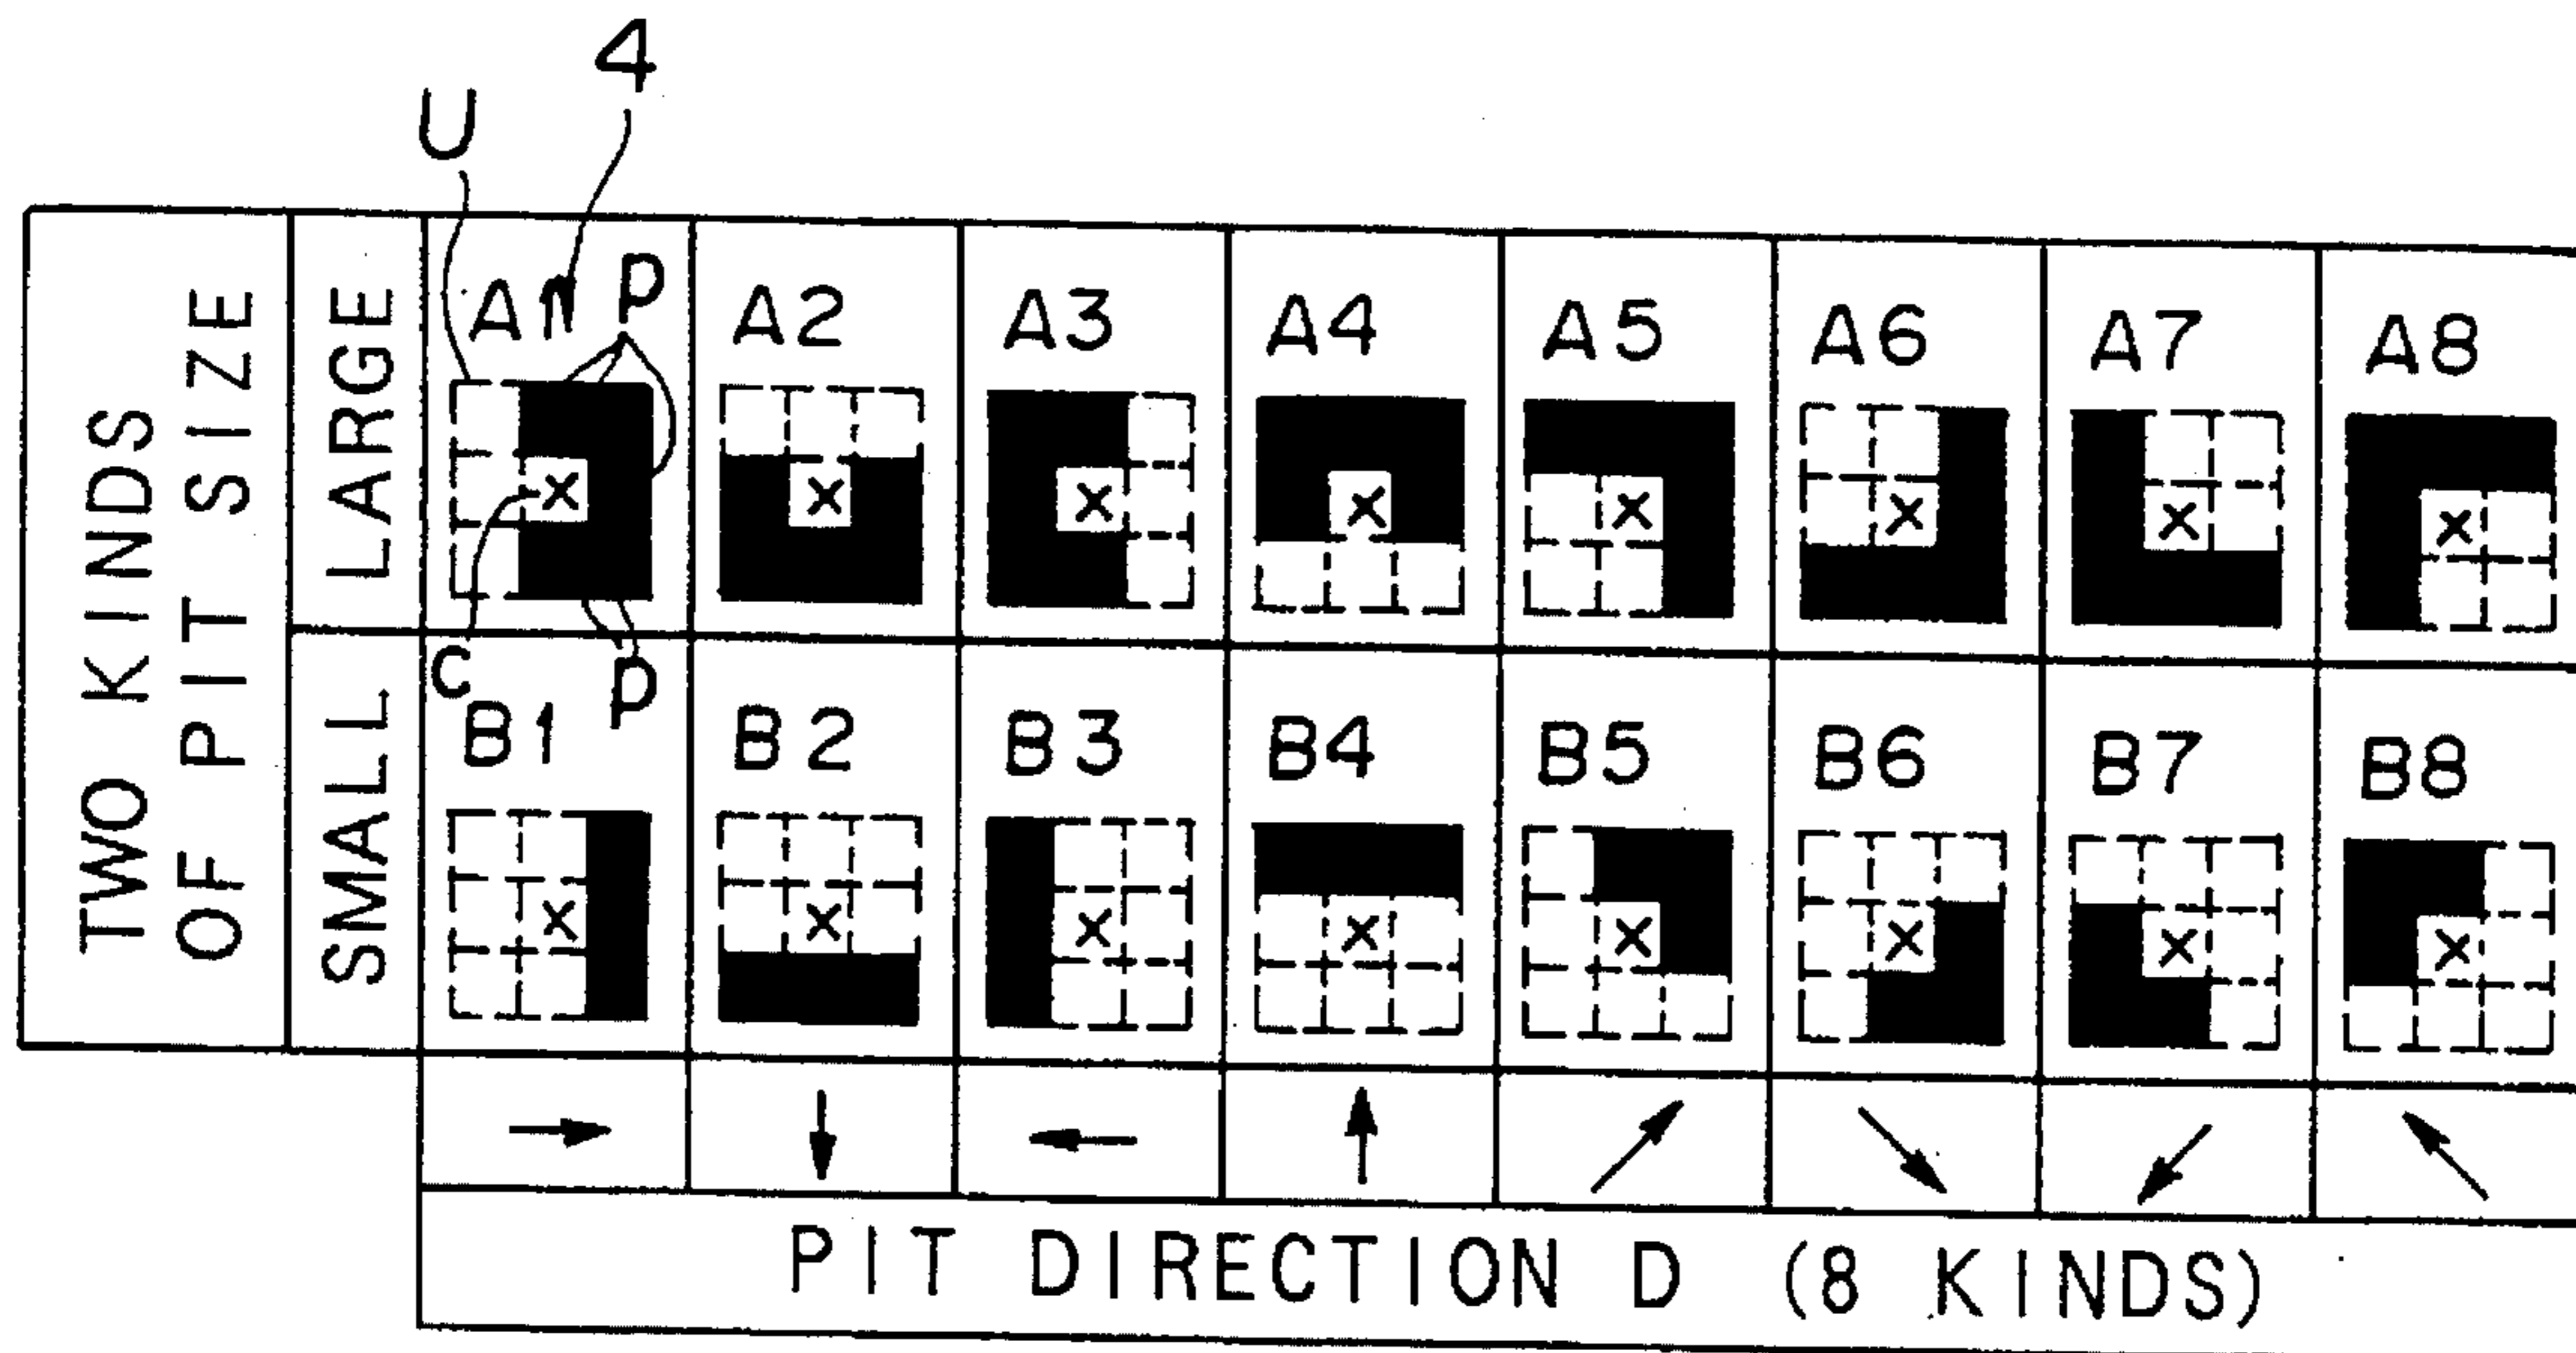 4
U
TWO KINDS
OF PIT SIZE
LARGE
A1 P A2 A3 A4 A5 A6 A7 A8
× × × × × × × ×
C P
SMALL
B1 B2 B3 B4 B5 B6 B7 B8
× × × × × × × ×
→ ↓ ← ↑ ↗ ↘ ↙ ↖
PIT DIRECTION D (8 KINDS)